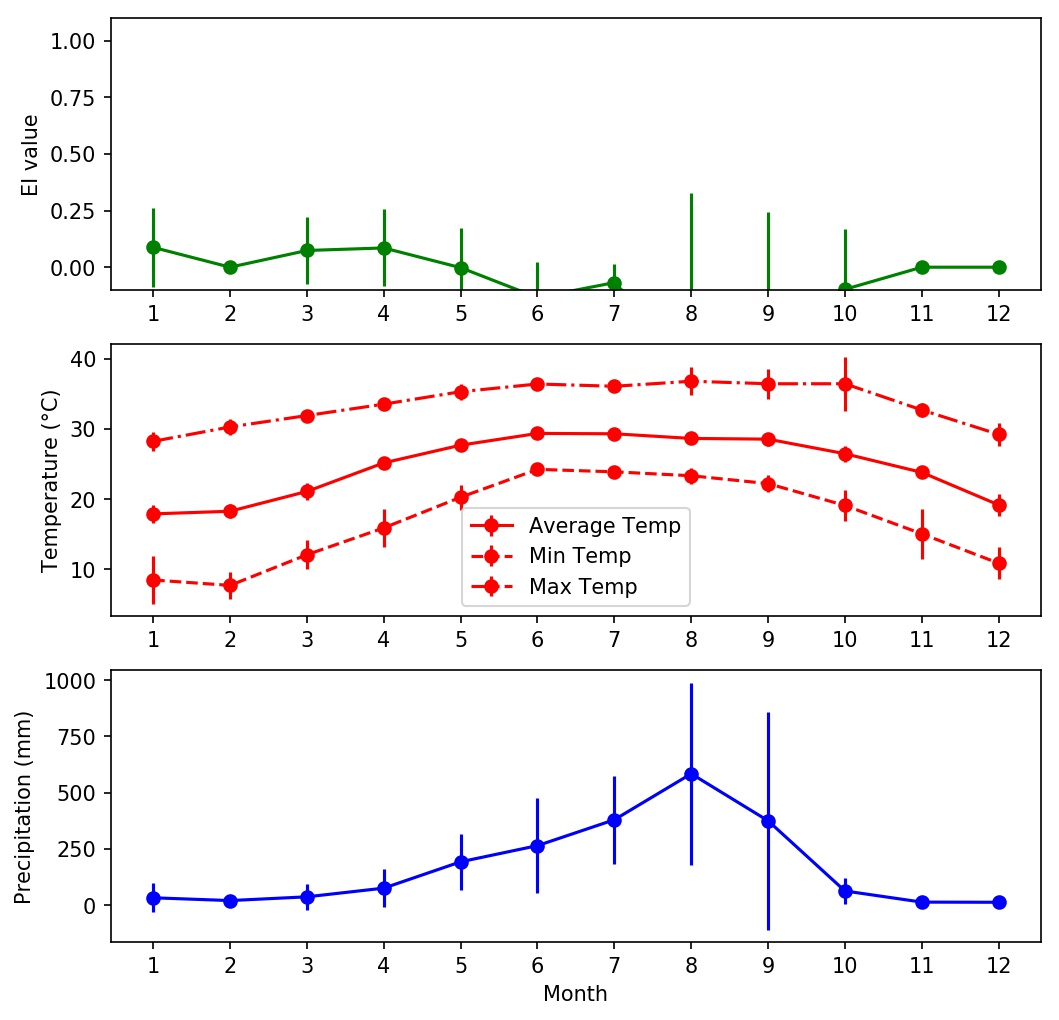 EI value
1.00
0.75
0.50
0.25
0.00
1 2 3 4 5 6 7 8 9 10 11 12
Temperature (°C)
40
30
20
10
Average Temp
Min Temp
Max Temp
1 2 3 4 5 6 7 8 9 10 11 12
Precipitation (mm)
1000
750
500
250
0
1 2 3 4 5 6 7 8 9 10 11 12
Month